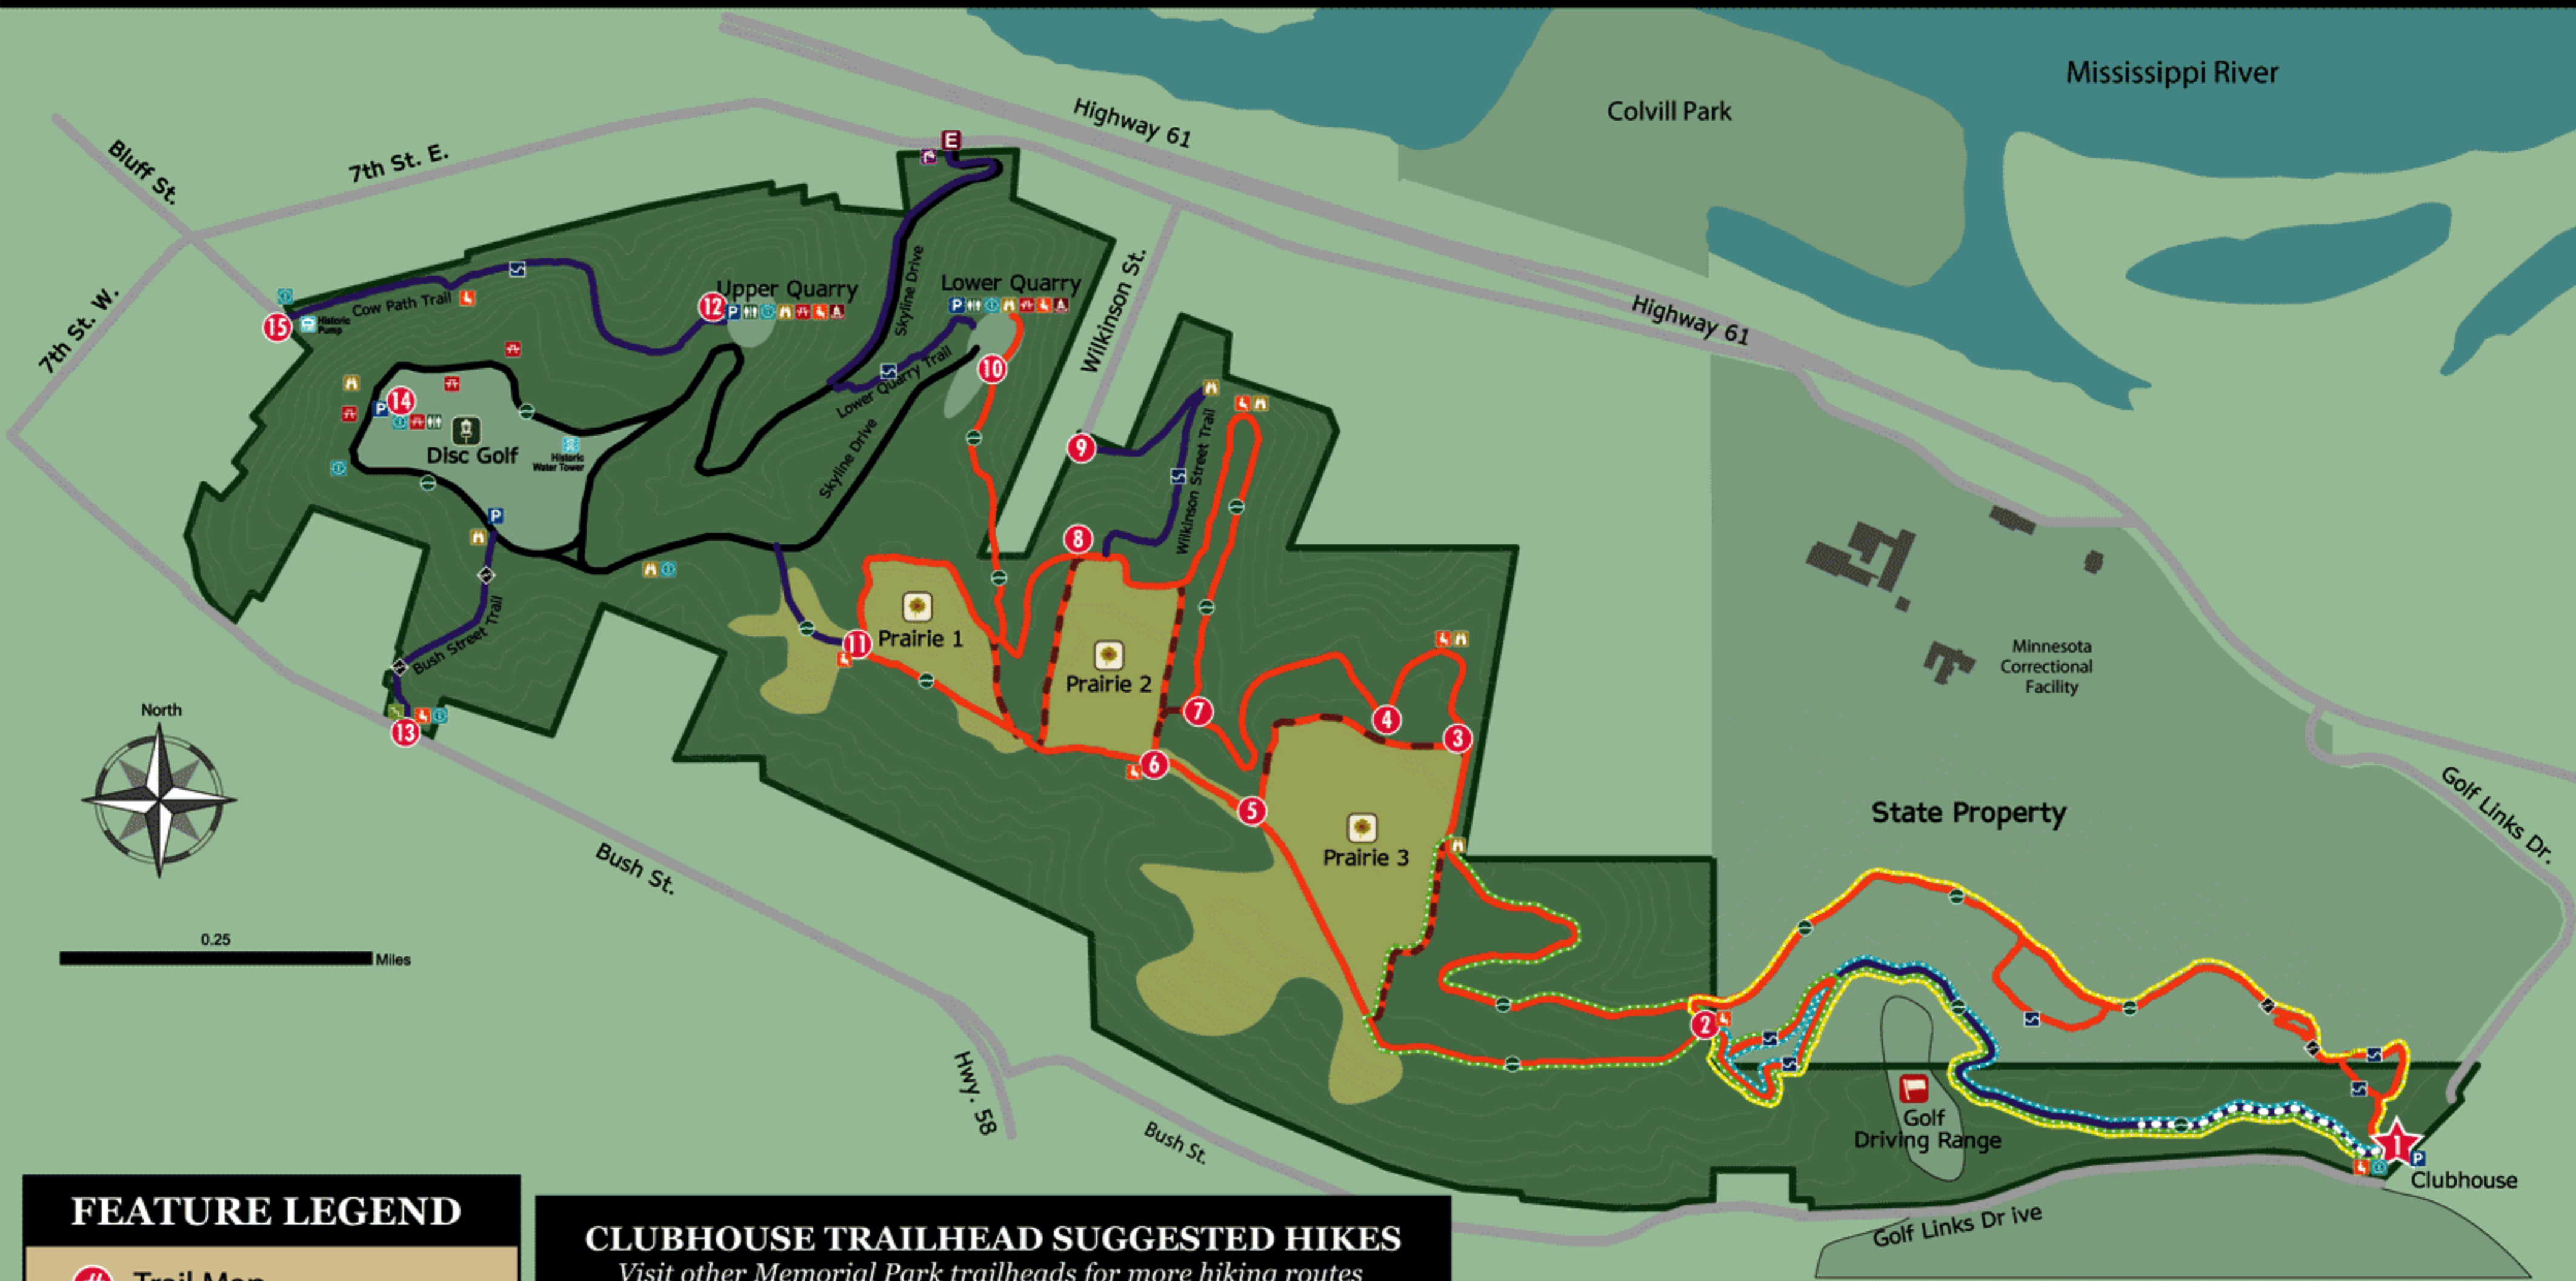 Mississippi River
Colvill Park
Highway 61
E
7th St. E.
Bluff St.
Skyline Drive
Wilkinson St.
Upper Quarry
Lower Quarry
12
P
P
Highway 61
Cow Path Trail
15
Historic
Pump
7th St. W.
10
Lower Quarry Trail
14
P
Disc Golf
Historic
Water Tower
Skyline Drive
9
Wilkinson Street Trail
P
8
Bush Street Trail
11
Prairie 1
Prairie 2
7
4
3
13
6
5
Prairie 3
Minnesota
Correctional
Facility
State Property
Golf Links Dr.
North
0.25
Miles
Bush St.
Hwy. 58
Bush St.
2
Golf
Driving Range
1
P
Clubhouse
Golf Links Dr ive
FEATURE LEGEND
#
Trail Map
CLUBHOUSE TRAILHEAD SUGGESTED HIKES
Visit other Memorial Park trailheads for more hiking routes